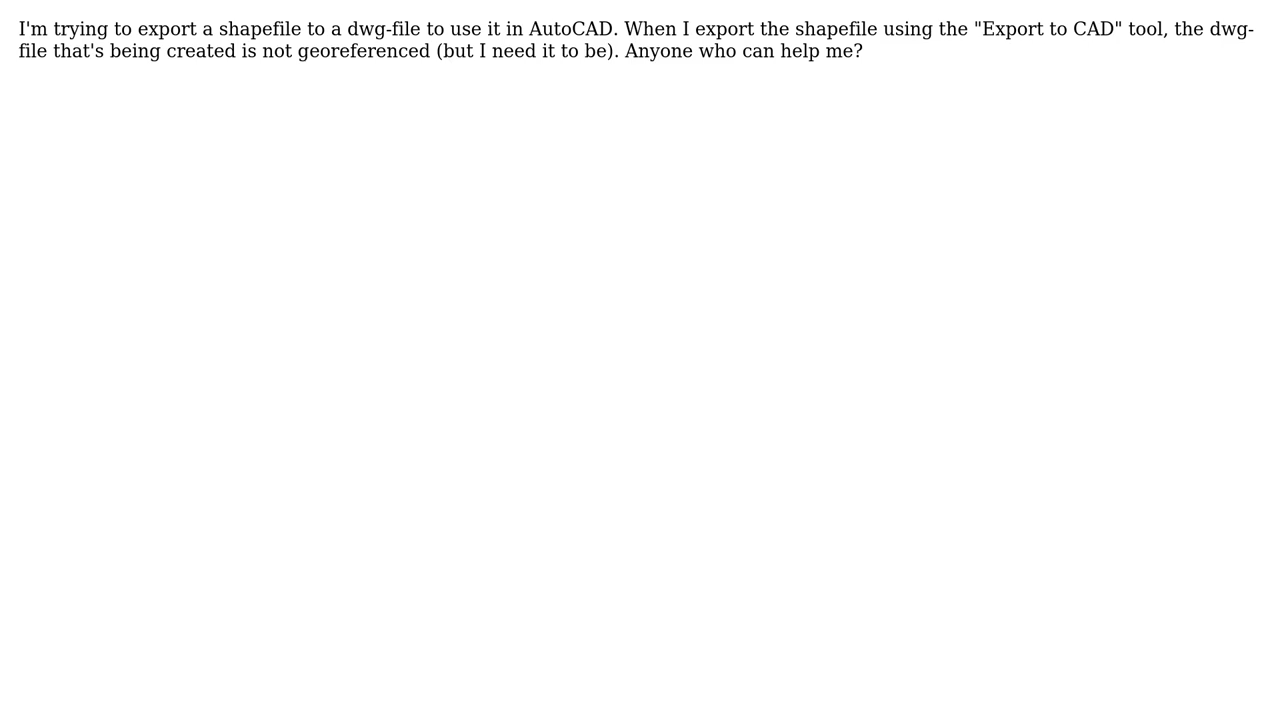 I'm trying to export a shapefile to a dwg-file to use it in AutoCAD. When I export the shapefile using the "Export to CAD" tool, the dwg-
file that's being created is not georeferenced (but I need it to be). Anyone who can help me?